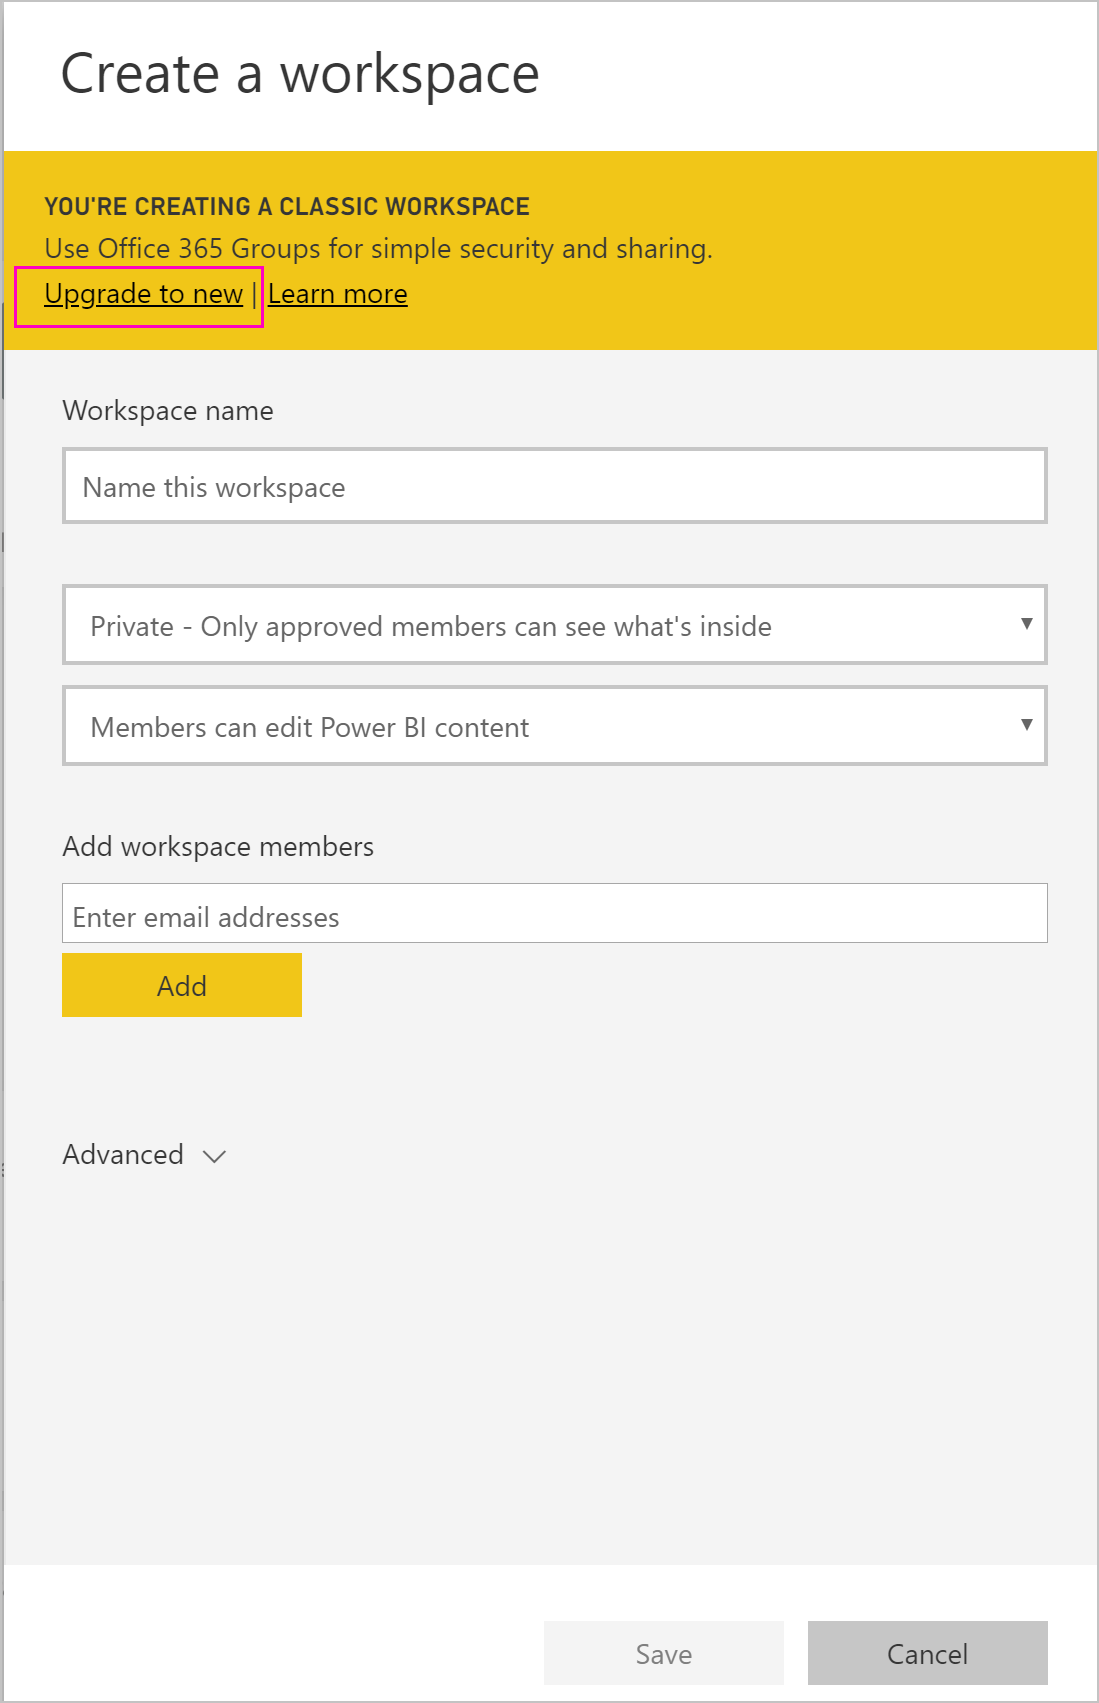 Create a workspace
YOU'RE CREATING A CLASSIC WORKSPACE
Use Office 365 Groups for simple security and sharing.
Upgrade to new | Learn more
Workspace name
Name this workspace
Private - Only approved members can see what's inside
Members can edit Power BI content
Add workspace members
Enter email addresses
Add
Advanced
Save
Cancel